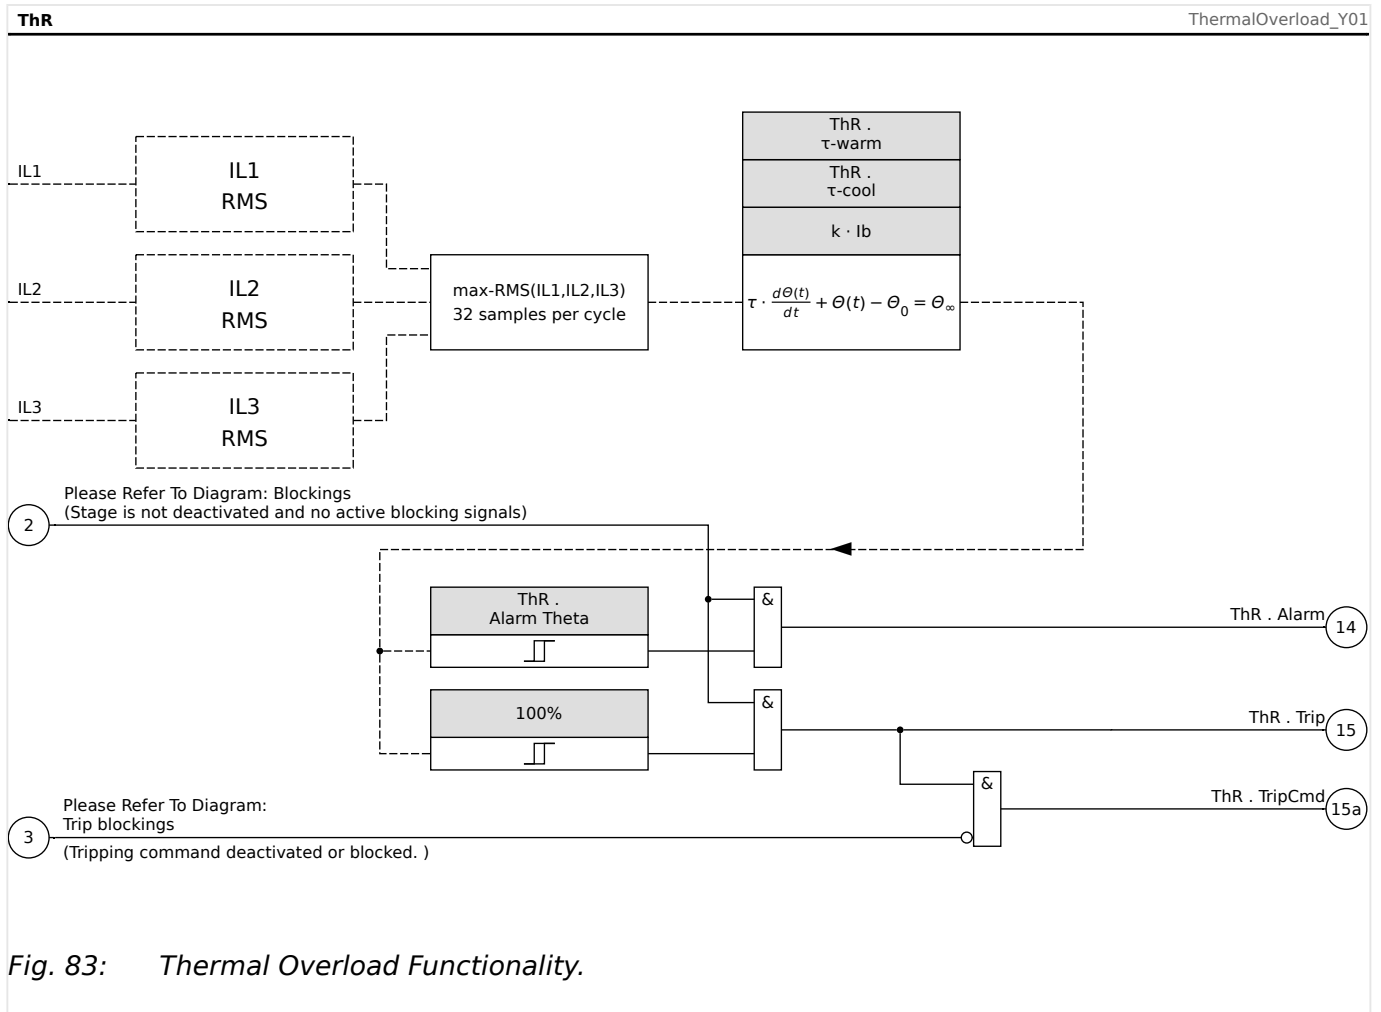 ThR
ThermalOverload_Y01
ThR .
τ-warm
ThR .
τ-cool
k · Ib
IL1
IL1
RMS
IL2
IL2
RMS
max-RMS(IL1,IL2,IL3)
32 samples per cycle
τ · dΘ(t)/dt + Θ(t) − Θ₀ = Θ∞
IL3
IL3
RMS
Please Refer To Diagram: Blockings
2
(Stage is not deactivated and no active blocking signals)
ThR .
Alarm Theta
&
ThR . Alarm
14
100%
&
ThR . Trip
15
&
ThR . TripCmd
15a
Please Refer To Diagram:
Trip blockings
3
(Tripping command deactivated or blocked. )
Fig. 83: Thermal Overload Functionality.